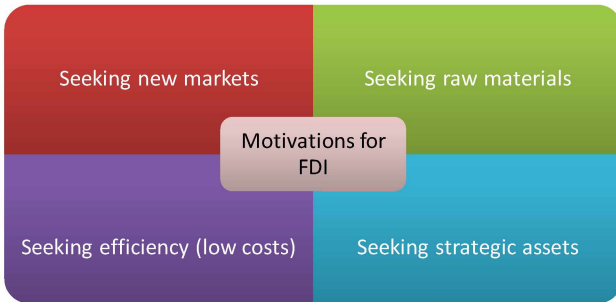 Seeking new markets
Seeking raw materials
Motivations for
FDI
Seeking efficiency (low costs)
Seeking strategic assets